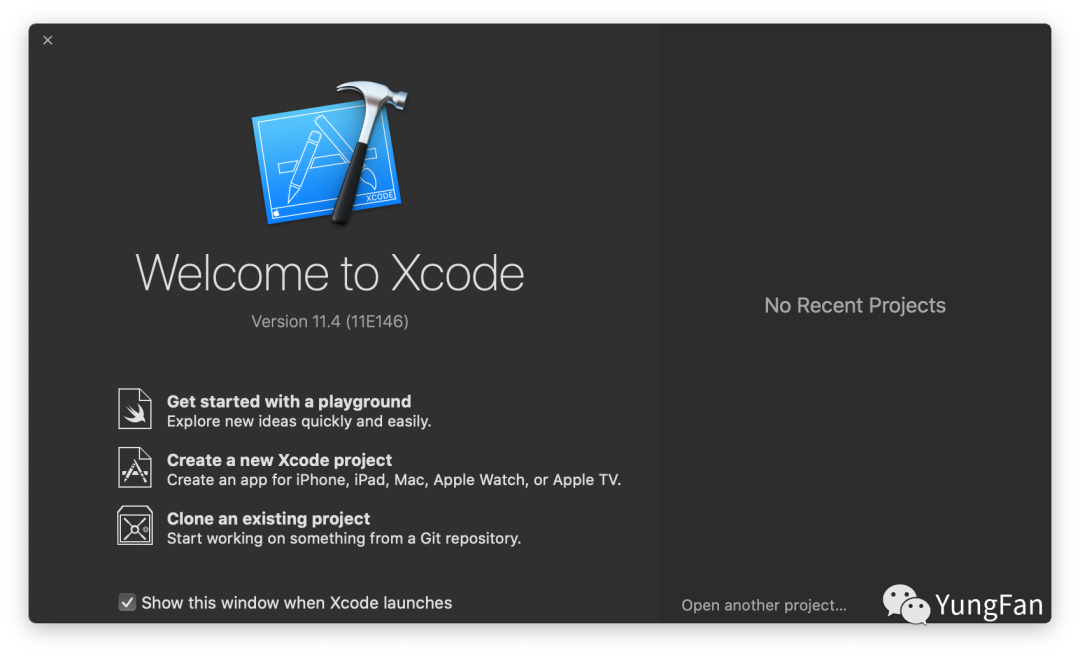 XCODE
Welcome to Xcode
Version 11.4 (11E146)
Get started with a playground
Explore new ideas quickly and easily.
Create a new Xcode project
Create an app for iPhone, iPad, Mac, Apple Watch, or Apple TV.
Clone an existing project
Start working on something from a Git repository.
Show this window when Xcode launches
No Recent Projects
Open another project...
YungFan